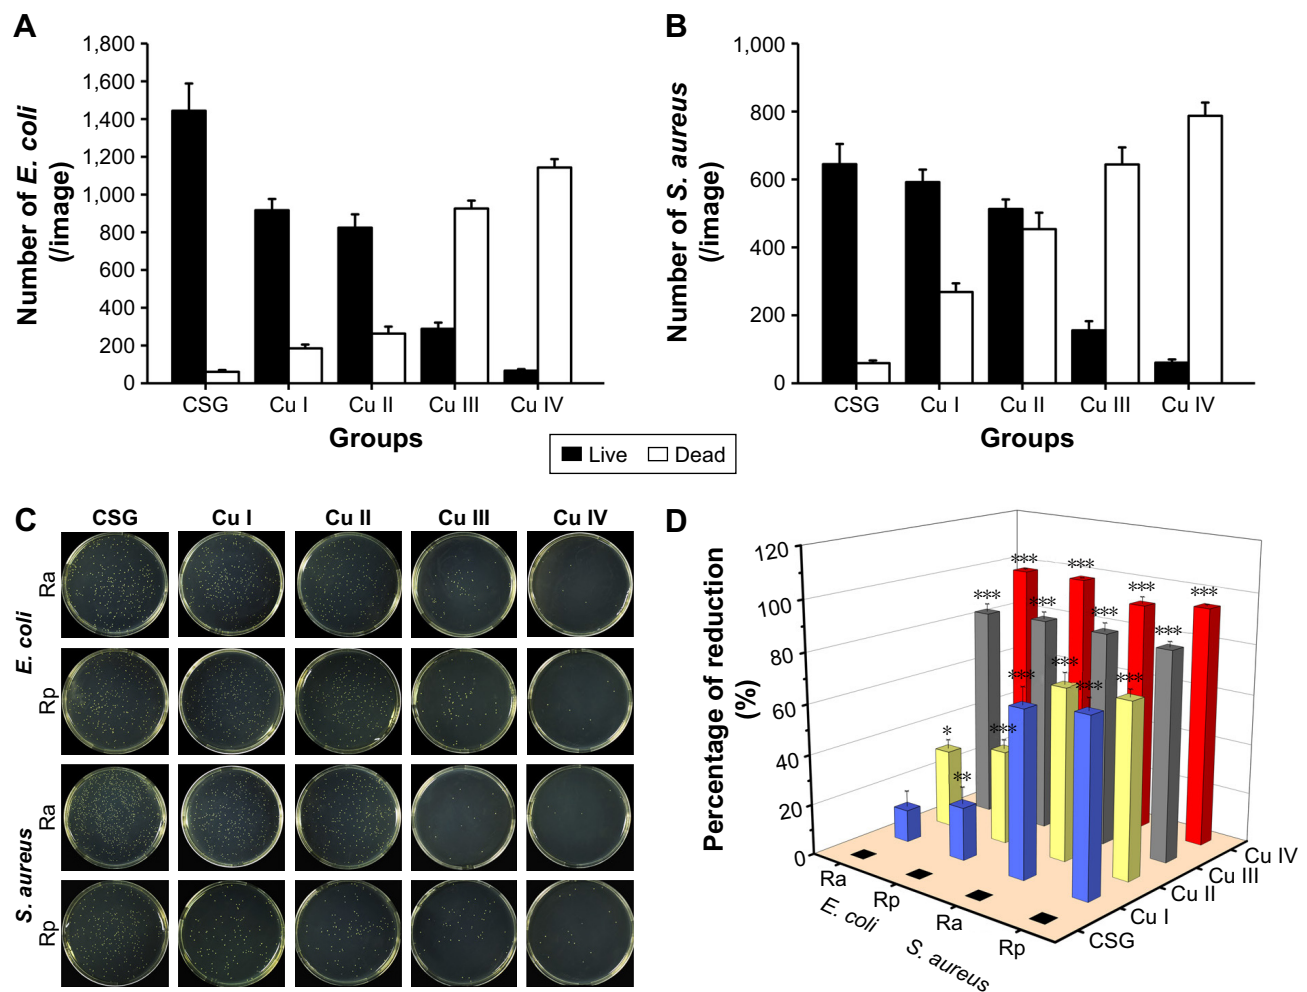 A
Number of E. coli
(/image)
1,800
1,600
1,400
1,200
1,000
800
600
400
200
0
CSG Cu I Cu II Cu III Cu IV
Groups
B
Number of S. aureus
(/image)
1,000
800
600
400
200
0
CSG Cu I Cu II Cu III Cu IV
Groups
Live Dead
C
CSG Cu I Cu II Cu III Cu IV
E. coli
Ra
Rp
S. aureus
Ra
Rp
D
Percentage of reduction
(%)
120
100
80
60
40
20
0
*** *** *** ***
*** *** *** ***
* *** *** ***
** *** ***
Ra
Rp
E. coli
Ra
Rp
S. aureus
CSG
Cu I
Cu II
Cu III
Cu IV